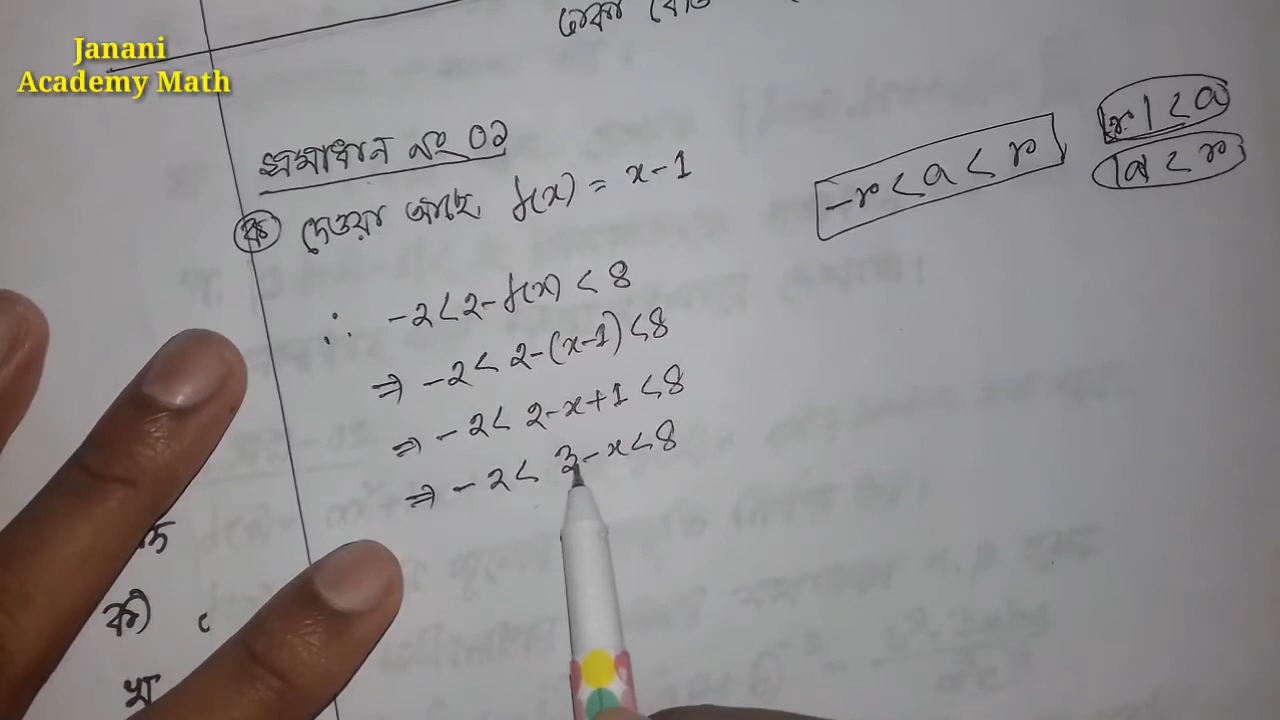 Janani
Academy Math
ঢাকা
সমাধান নং ০১
ক দেওয়া আছে, f(x) = x-1
-r < a < r
|a| < r
∴ -2 < 2-f(x) < 8
⇒ -2 < 2-(x-1) < 8
⇒ -2 < 2-x+1 < 8
⇒ -2 < 3-x < 8